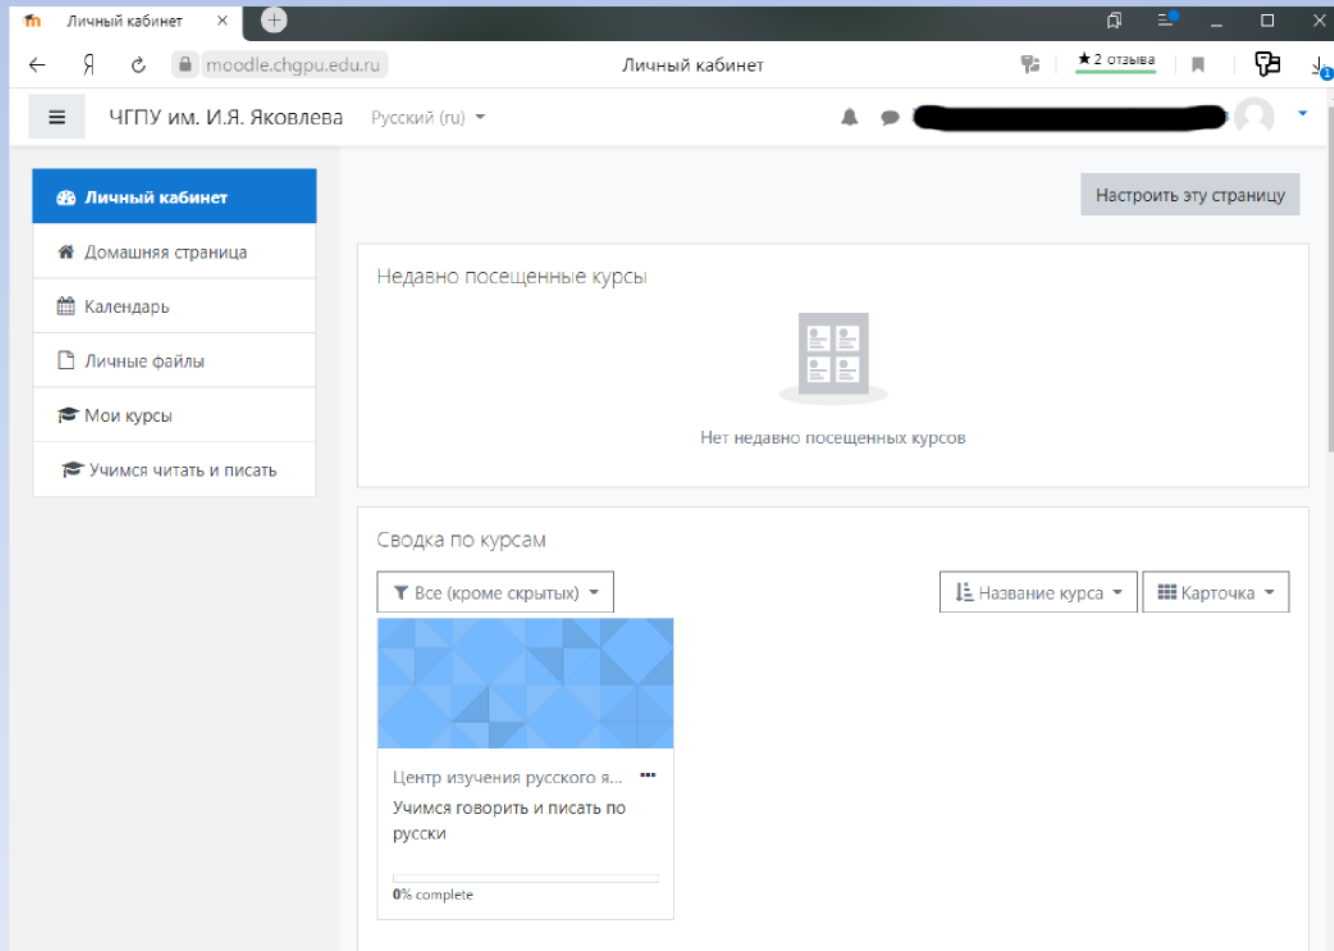 Личный кабинет
moodle.chgpu.edu.ru
Личный кабинет
★ 2 отзыва
1
ЧГПУ им. И.Я. Яковлева
Русский (ru)
Личный кабинет
Домашняя страница
Календарь
Личные файлы
Мои курсы
Учимся читать и писать
Настроить эту страницу
Недавно посещенные курсы
Нет недавно посещенных курсов
Сводка по курсам
Все (кроме скрытых)
Название курса
Карточка
Центр изучения русского я...
Учимся говорить и писать по
русски
0% complete